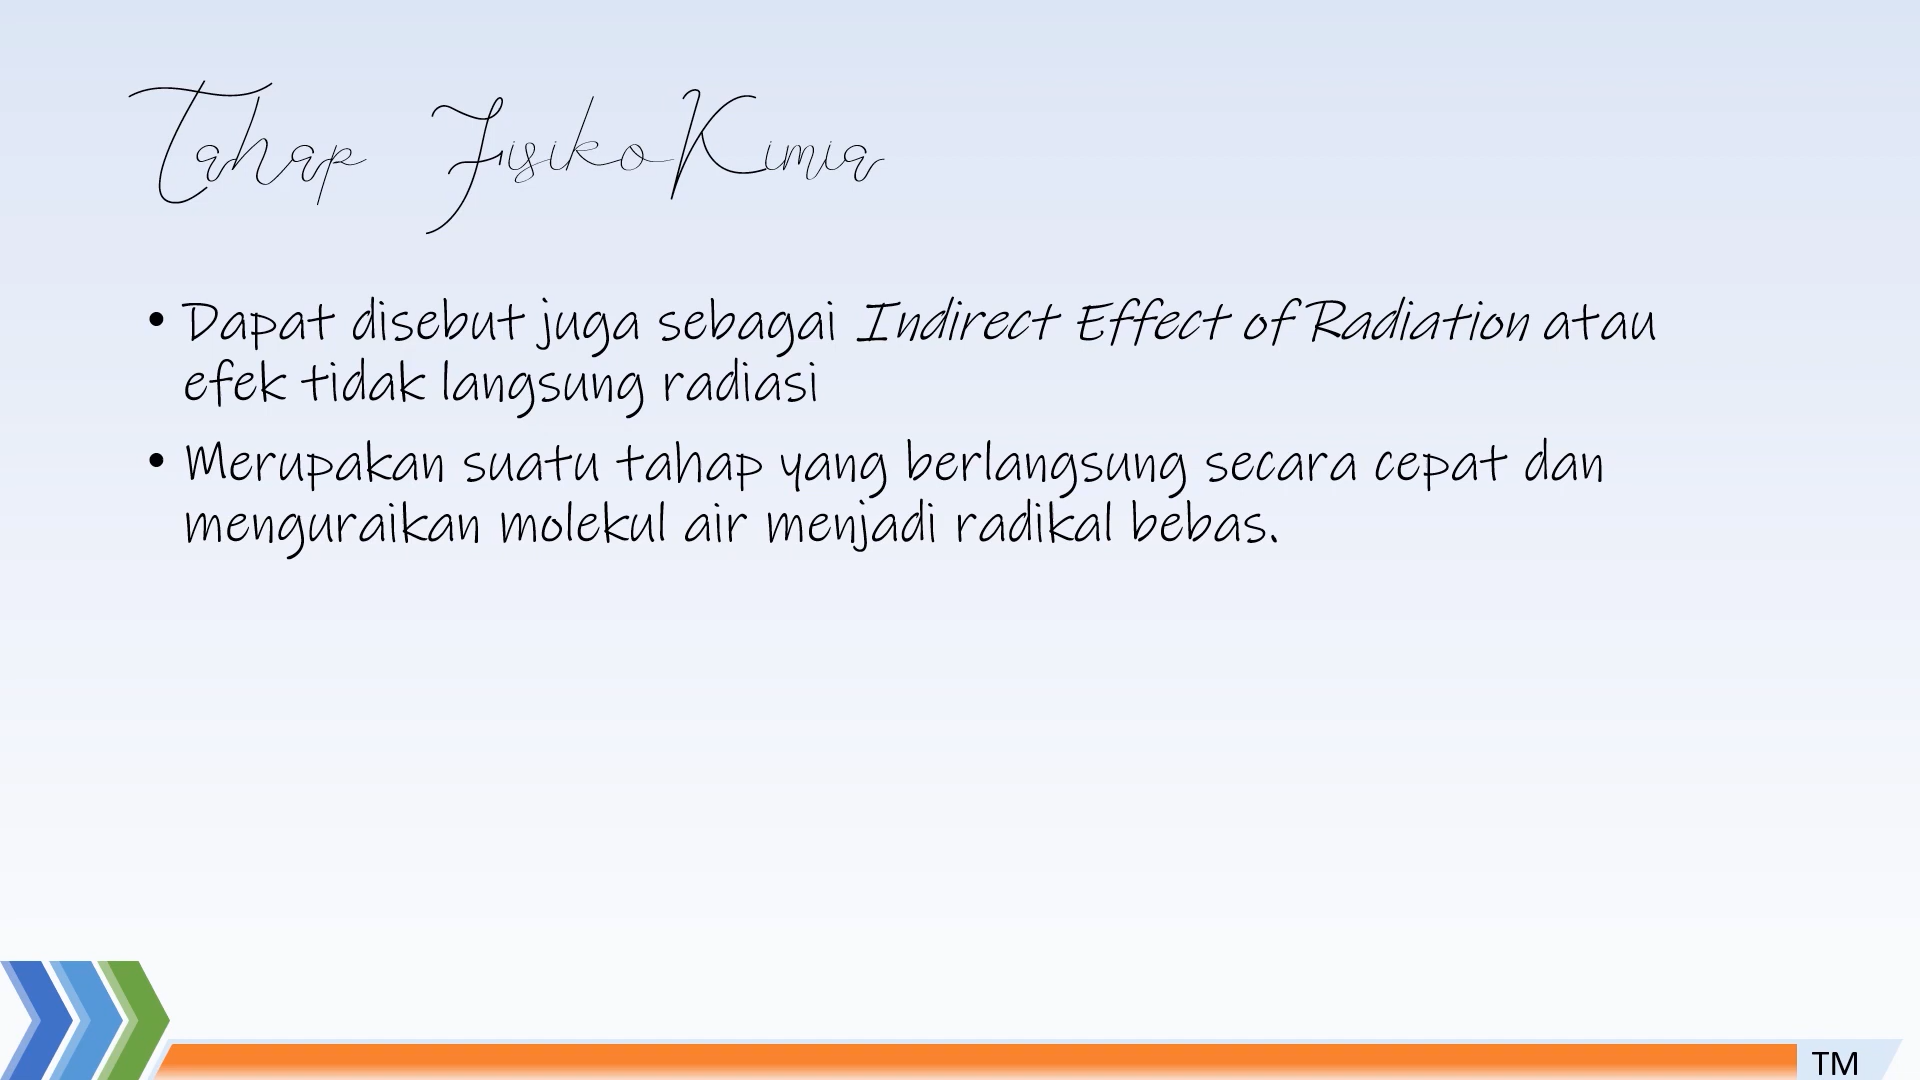 Tahap FisikoKimia
• Dapat disebut juga sebagai Indirect Effect of Radiation atau
efek tidak langsung radiasi
• Merupakan suatu tahap yang berlangsung secara cepat dan
menguraikan molekul air menjadi radikal bebas.
TM